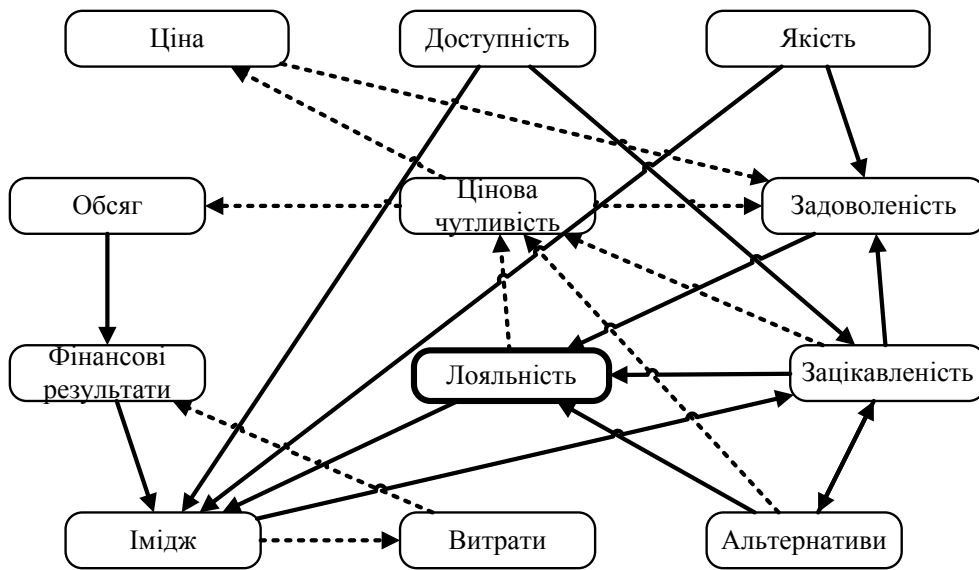 Ціна
Доступність
Якість
Обсяг
Цінова
чутливість
Задоволеність
Фінансові
результати
Лояльність
Зацікавленість
Імідж
Витрати
Альтернативи